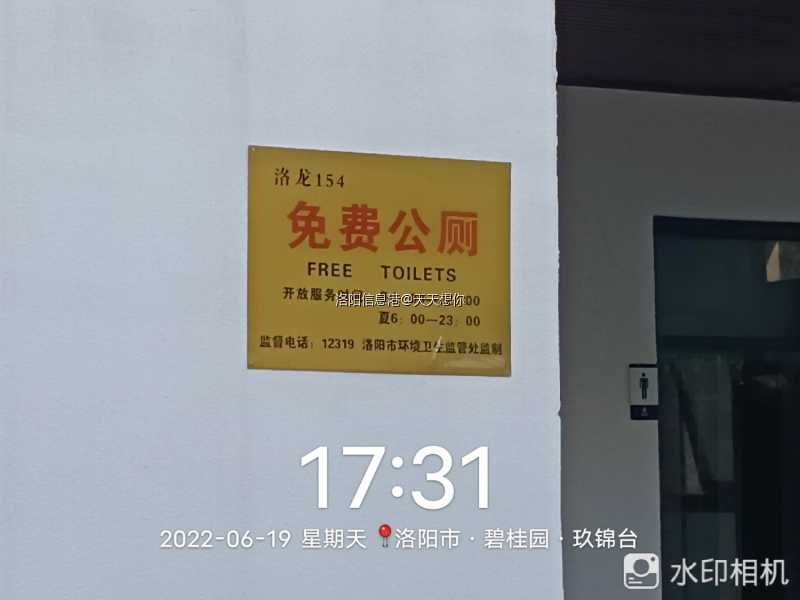 洛龙154
免费公厕
FREE TOILETS
开放服务时间
洛阳信息港@天天想你
00
夏6：00—23：00
监督电话：12319 洛阳市环境卫生监管处监制
17:31
2022-06-19 星期天 洛阳市·碧桂园·玖锦台
水印相机